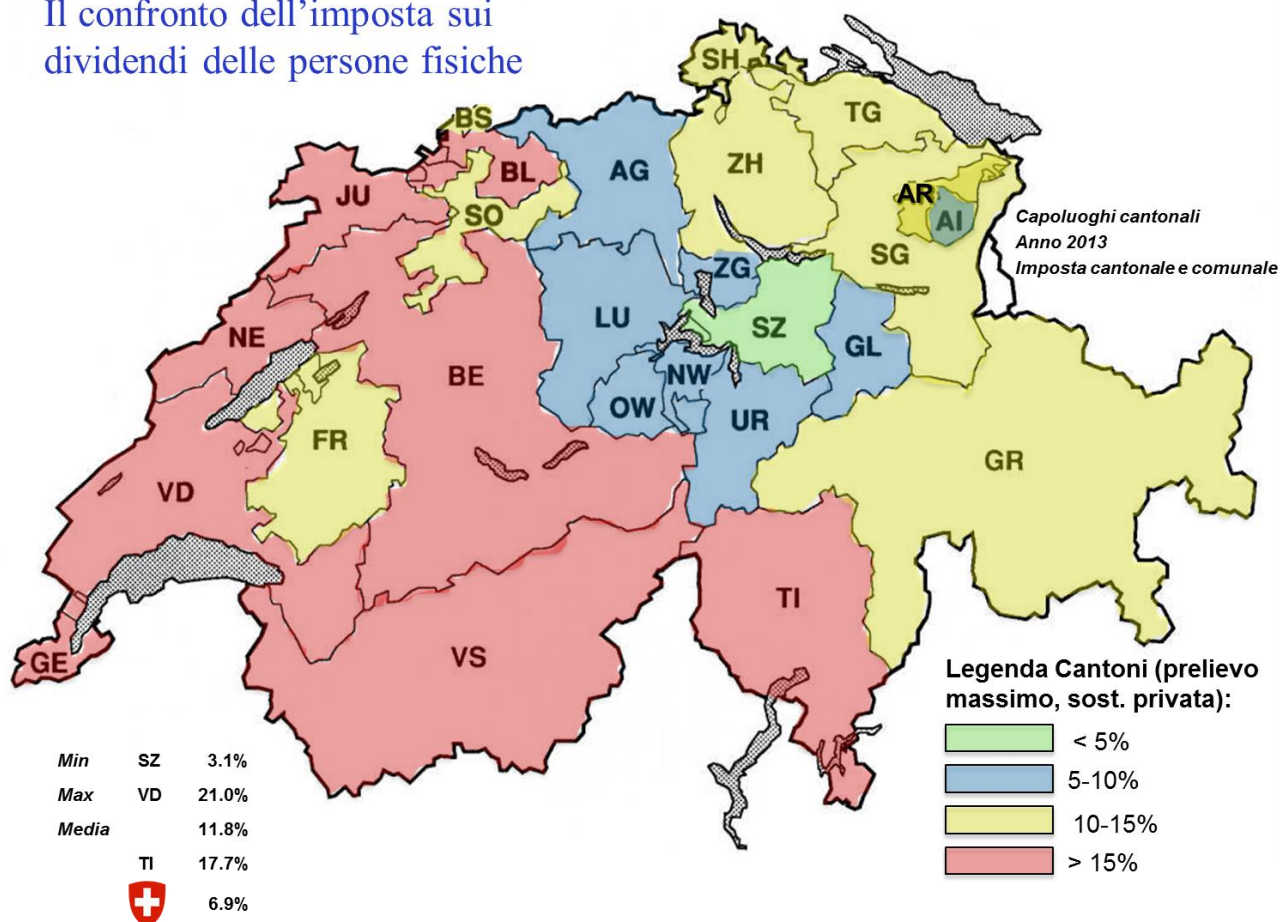 Il confronto dell'imposta sui
dividendi delle persone fisiche
SH
BS
TG
BL
AG
ZH
JU
AR
SO
AI
Capoluoghi cantonali
Anno 2013
Imposta cantonale e comunale
SG
ZG
LU
SZ
NE
GL
BE
NW
OW
UR
FR
GR
VD
TI
VS
GE
Legenda Cantoni (prelievo
massimo, sost. privata):
< 5%
5-10%
10-15%
> 15%
Min SZ 3.1%
Max VD 21.0%
Media 11.8%
TI 17.7%
6.9%